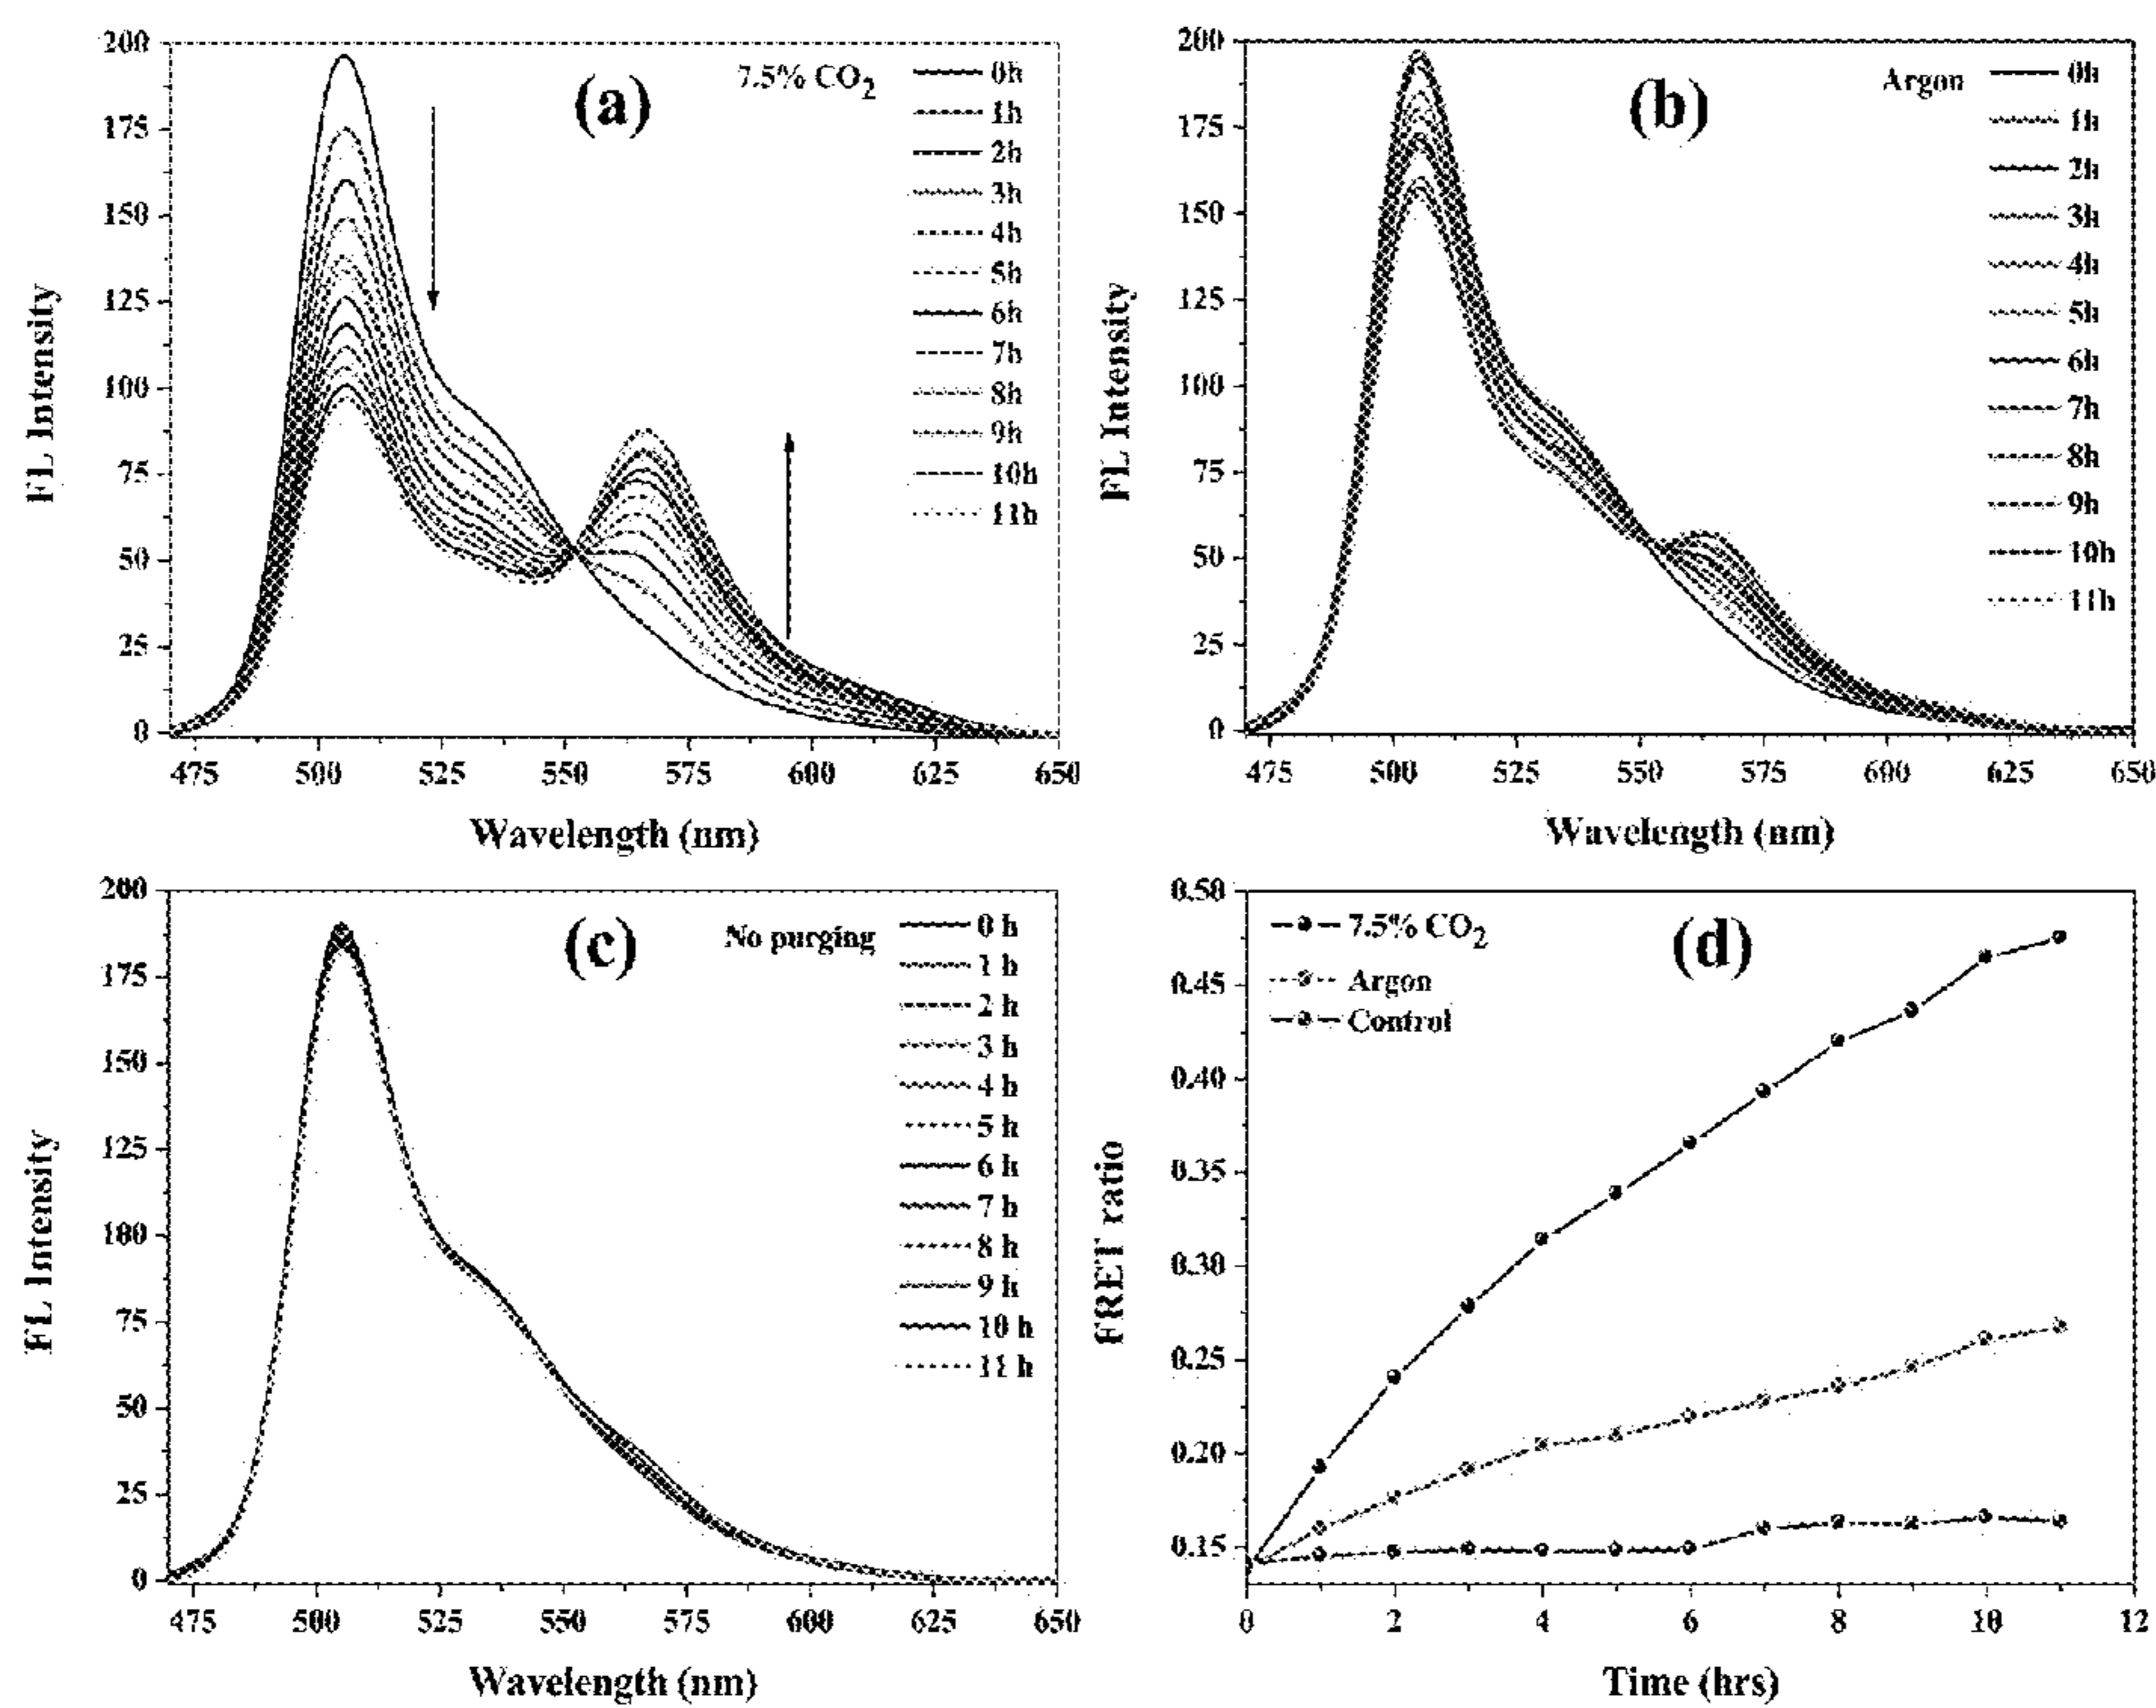 (a)
7.5% CO2
0h
1h
2h
3h
4h
5h
6h
7h
8h
9h
10h
11h
200
175
150
125
100
75
50
25
0
475 500 525 550 575 600 625 650
FL Intensity
Wavelength (nm)
(b)
Argon
0h
1h
2h
3h
4h
5h
6h
7h
8h
9h
10h
11h
200
175
150
125
100
75
50
25
0
475 500 525 550 575 600 625 650
FL Intensity
Wavelength (nm)
(c)
No purging
0 h
1 h
2 h
3 h
4 h
5 h
6 h
7 h
8 h
9 h
10 h
11 h
200
175
150
125
100
75
50
25
0
475 500 525 550 575 600 625 650
FL Intensity
Wavelength (nm)
(d)
7.5% CO2
Argon
Control
0.50
0.45
0.40
0.35
0.30
0.25
0.20
0.15
0 2 4 6 8 10 12
FRET ratio
Time (hrs)